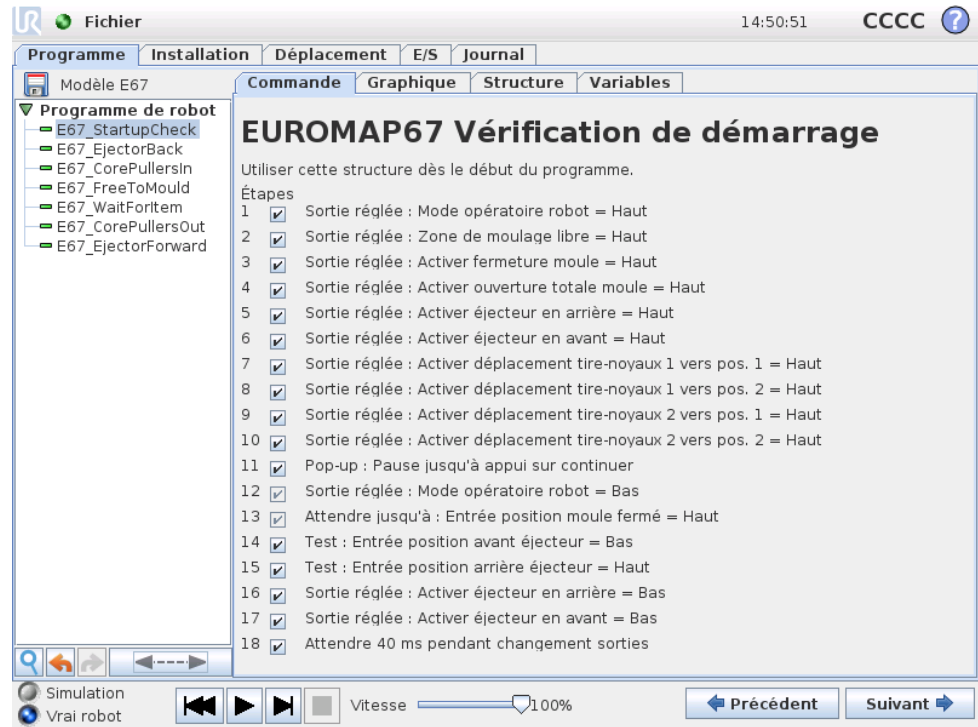 UR Fichier 14:50:51 CCCC ?
Programme Installation Déplacement E/S Journal
Modèle E67
Commande Graphique Structure Variables
Programme de robot
E67_StartupCheck
E67_EjectorBack
E67_CorePullersIn
E67_FreeToMould
E67_WaitForItem
E67_CorePullersOut
E67_EjectorForward
EUROMAP67 Vérification de démarrage
Utiliser cette structure dès le début du programme.
Étapes
1 Sortie réglée : Mode opératoire robot = Haut
2 Sortie réglée : Zone de moulage libre = Haut
3 Sortie réglée : Activer fermeture moule = Haut
4 Sortie réglée : Activer ouverture totale moule = Haut
5 Sortie réglée : Activer éjecteur en arrière = Haut
6 Sortie réglée : Activer éjecteur en avant = Haut
7 Sortie réglée : Activer déplacement tire-noyaux 1 vers pos. 1 = Haut
8 Sortie réglée : Activer déplacement tire-noyaux 1 vers pos. 2 = Haut
9 Sortie réglée : Activer déplacement tire-noyaux 2 vers pos. 1 = Haut
10 Sortie réglée : Activer déplacement tire-noyaux 2 vers pos. 2 = Haut
11 Pop-up : Pause jusqu'à appui sur continuer
12 Sortie réglée : Mode opératoire robot = Bas
13 Attendre jusqu'à : Entrée position moule fermé = Haut
14 Test : Entrée position avant éjecteur = Bas
15 Test : Entrée position arrière éjecteur = Haut
16 Sortie réglée : Activer éjecteur en arrière = Bas
17 Sortie réglée : Activer éjecteur en avant = Bas
18 Attendre 40 ms pendant changement sorties
Simulation
Vrai robot
Vitesse 100%
Précédent Suivant